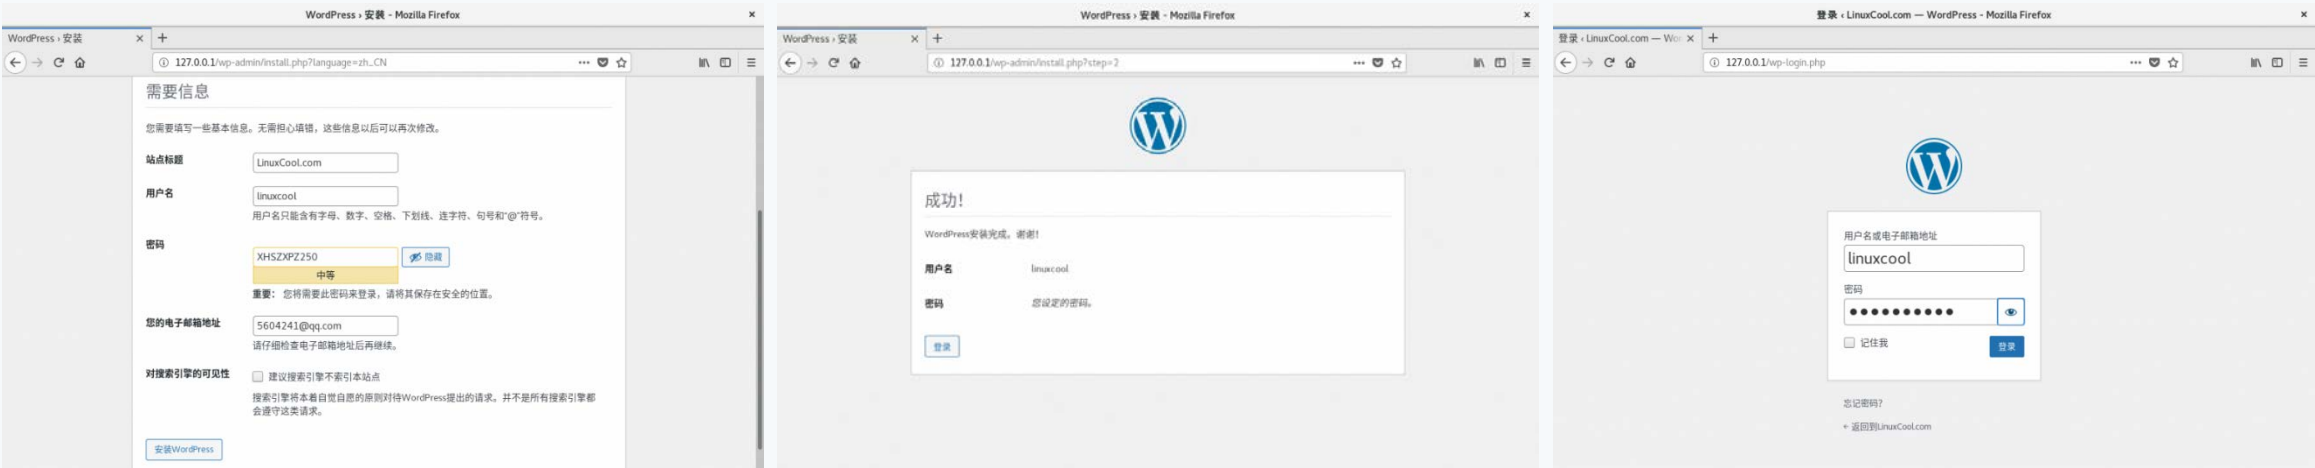 WordPress › 安装 - Mozilla Firefox
WordPress › 安装
127.0.0.1/wp-admin/install.php?language=zh_CN
需要信息
您需要填写一些基本信息。无需担心填错，这些信息以后可以再次修改。
站点标题
LinuxCool.com
用户名
linuxcool
用户名只能含有字母、数字、空格、下划线、连字符、句号和“@”符号。
密码
XHSZXPZ250
隐藏
中等
重要： 您将需要此密码来登录，请将其保存在安全的位置。
您的电子邮箱地址
5604241@qq.com
请仔细检查电子邮箱地址后再继续。
对搜索引擎的可见性
建议搜索引擎不索引本站点
搜索引擎将本着自觉自愿的原则对待WordPress提出的请求。并不是所有搜索引擎都
会遵守这类请求。
安装WordPress
WordPress › 安装 - Mozilla Firefox
WordPress › 安装
127.0.0.1/wp-admin/install.php?step=2
成功！
WordPress安装完成。谢谢！
用户名
linuxcool
密码
您设定的密码。
登录
登录 ‹ LinuxCool.com — WordPress - Mozilla Firefox
登录 ‹ LinuxCool.com — Wo
127.0.0.1/wp-login.php
用户名或电子邮箱地址
linuxcool
密码
记住我
登录
忘记密码？
← 返回到LinuxCool.com